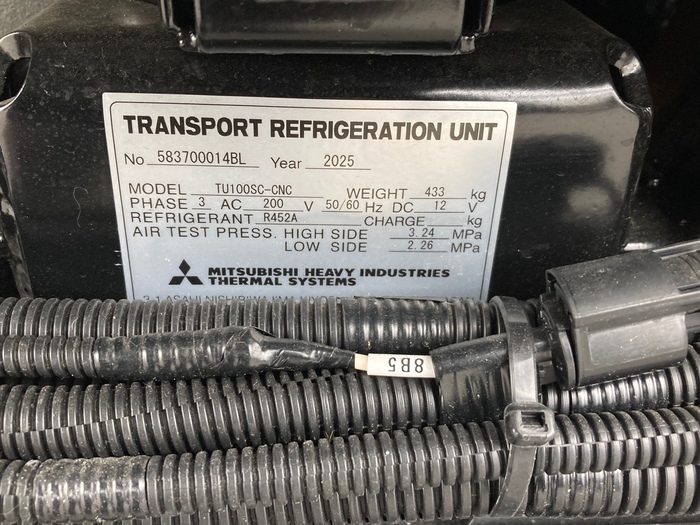 TRANSPORT REFRIGERATION UNIT
No 583700014BL Year 2025
MODEL TU100SC-CNC WEIGHT 433 kg
PHASE 3 AC 200 V 50/60 Hz DC 12 V
REFRIGERANT R452A CHARGE kg
AIR TEST PRESS. HIGH SIDE 3.24 MPa
LOW SIDE 2.26 MPa
MITSUBISHI HEAVY INDUSTRIES
THERMAL SYSTEMS
8B5